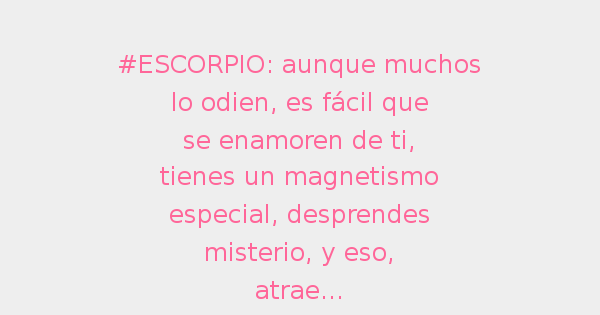 #ESCORPIO: aunque muchos
lo odien, es fácil que
se enamoren de ti,
tienes un magnetismo
especial, desprendes
misterio, y eso,
atrae...